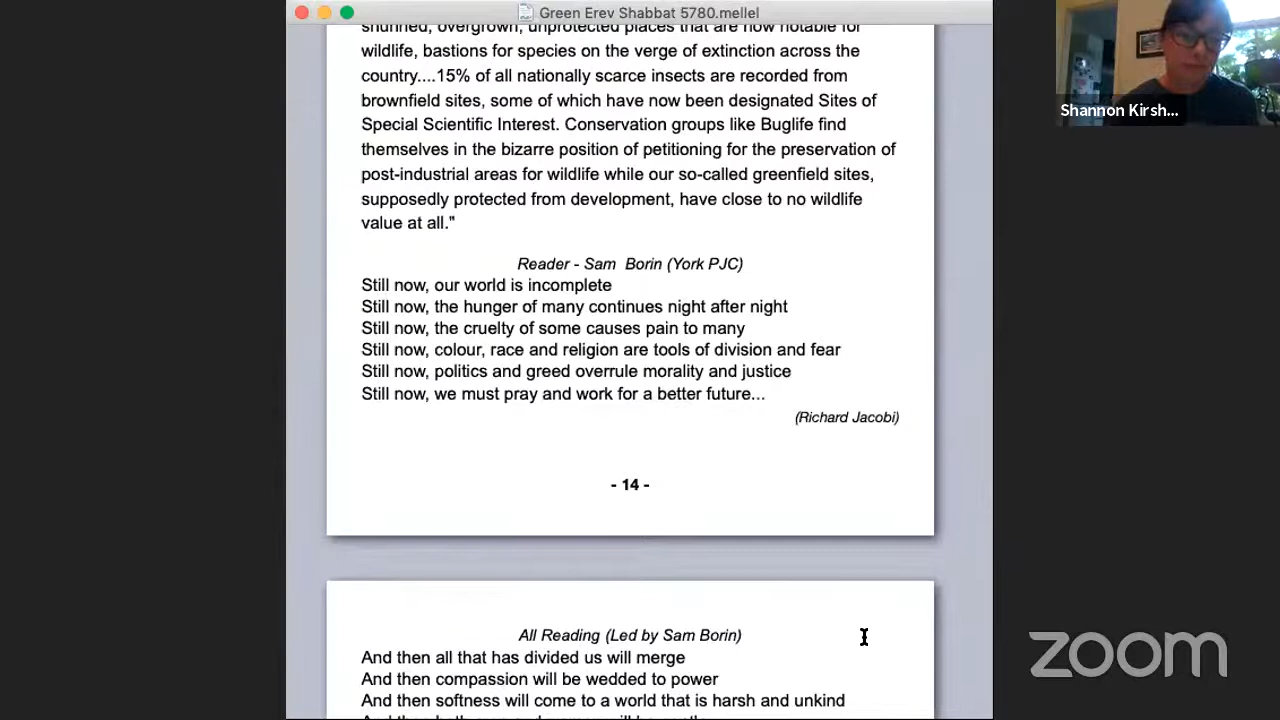 Green Erev Shabbat 5780.mellel
shunned, overgrown, unprotected places that are now notable for
wildlife, bastions for species on the verge of extinction across the
country....15% of all nationally scarce insects are recorded from
brownfield sites, some of which have now been designated Sites of
Special Scientific Interest. Conservation groups like Buglife find
themselves in the bizarre position of petitioning for the preservation of
post-industrial areas for wildlife while our so-called greenfield sites,
supposedly protected from development, have close to no wildlife
value at all."
Reader - Sam Borin (York PJC)
Still now, our world is incomplete
Still now, the hunger of many continues night after night
Still now, the cruelty of some causes pain to many
Still now, colour, race and religion are tools of division and fear
Still now, politics and greed overrule morality and justice
Still now, we must pray and work for a better future...
(Richard Jacobi)
- 14 -
All Reading (Led by Sam Borin)
And then all that has divided us will merge
And then compassion will be wedded to power
And then softness will come to a world that is harsh and unkind
Shannon Kirsh...
zoom